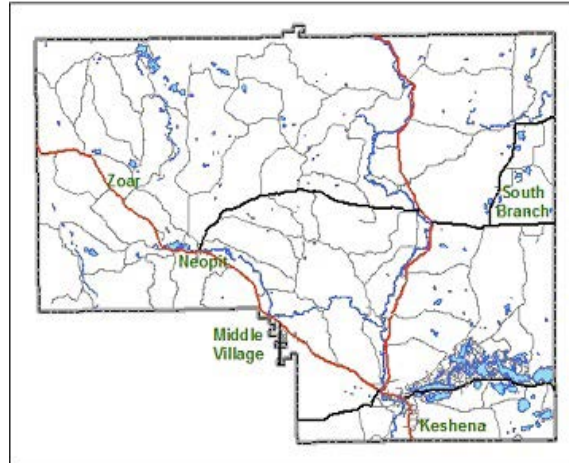 Zoar
South
Branch
Neopit
Middle
Village
Keshena